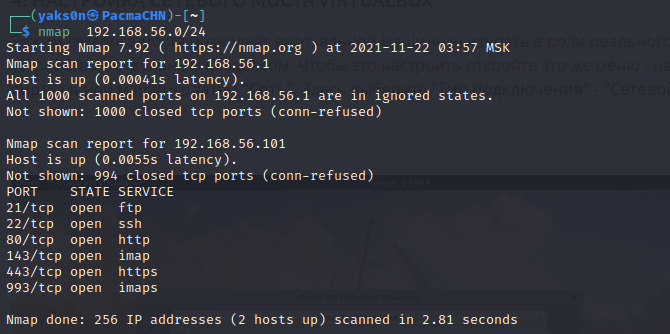 4. НАСТРОЙКА СЕТЕВОГО МОСТА VIRTUALBOX
┌──(yaks0n㉿PacmaCHN)-[~]
└─$ nmap  192.168.56.0/24
Starting Nmap 7.92 ( https://nmap.org ) at 2021-11-22 03:57 MSK
Nmap scan report for 192.168.56.1
Host is up (0.00041s latency).
All 1000 scanned ports on 192.168.56.1 are in ignored states.
Not shown: 1000 closed tcp ports (conn-refused)
Nmap scan report for 192.168.56.101
Host is up (0.0055s latency).
Not shown: 994 closed tcp ports (conn-refused)
PORT    STATE SERVICE
21/tcp  open  ftp
22/tcp  open  ssh
80/tcp  open  http
143/tcp open  imap
443/tcp open  https
993/tcp open  imaps
Nmap done: 256 IP addresses (2 hosts up) scanned in 2.81 seconds